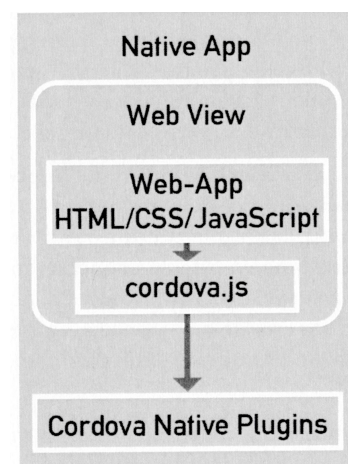 Native App
Web View
Web-App
HTML/CSS/JavaScript
cordova.js
Cordova Native Plugins